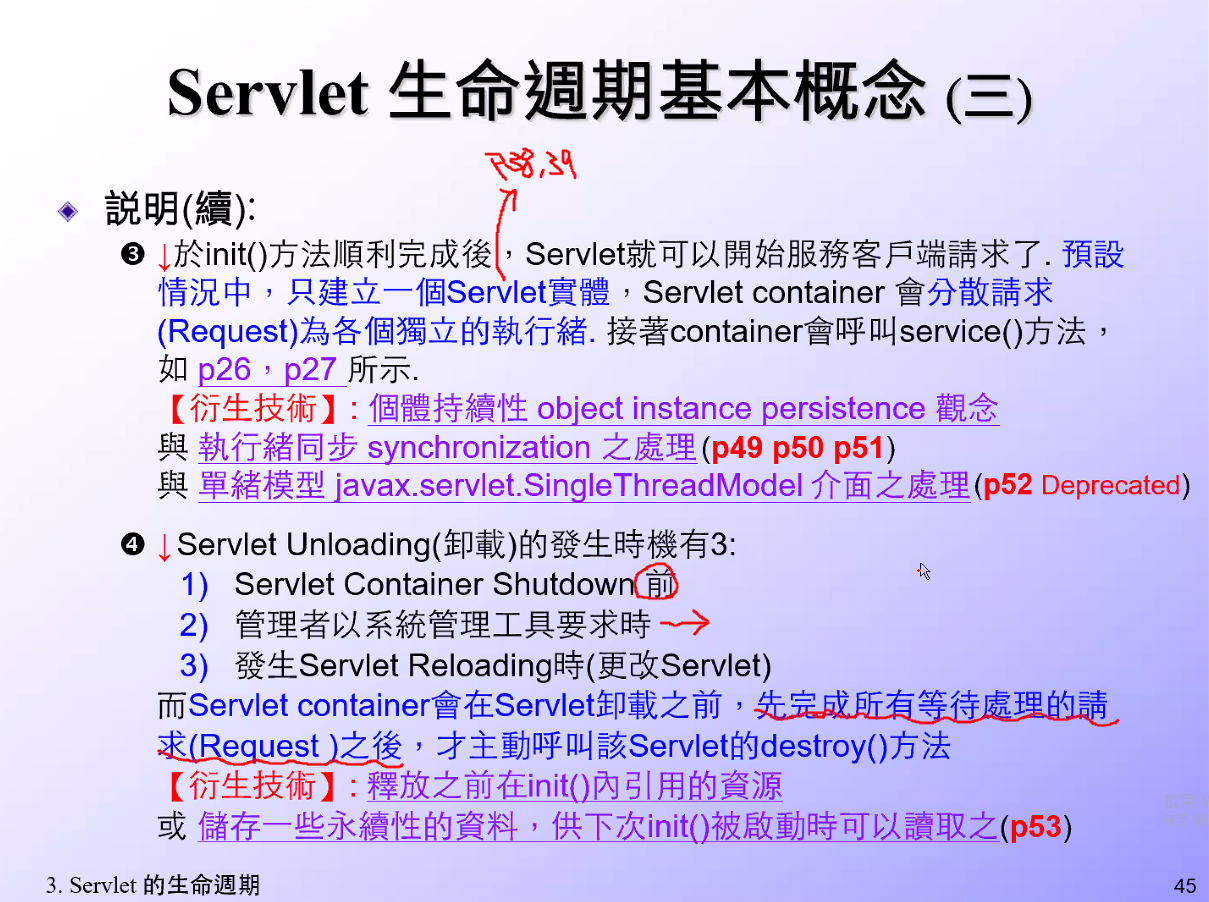 Servlet 生命週期基本概念 (三)
P38,39
説明(續):
❸ ↓於init()方法順利完成後，Servlet就可以開始服務客戶端請求了. 預設
情況中，只建立一個Servlet實體，Servlet container 會分散請求
(Request)為各個獨立的執行緒. 接著container會呼叫service()方法，
如 p26，p27 所示.
【衍生技術】: 個體持續性 object instance persistence 觀念
與 執行緒同步 synchronization 之處理(p49 p50 p51)
與 單緒模型 javax.servlet.SingleThreadModel 介面之處理(p52 Deprecated)
❹ ↓Servlet Unloading(卸載)的發生時機有3:
1) Servlet Container Shutdown 前
2) 管理者以系統管理工具要求時
3) 發生Servlet Reloading時(更改Servlet)
而Servlet container會在Servlet卸載之前，先完成所有等待處理的請
求(Request )之後，才主動呼叫該Servlet的destroy()方法
【衍生技術】: 釋放之前在init()內引用的資源
或 儲存一些永續性的資料，供下次init()被啟動時可以讀取之(p53)
3. Servlet 的生命週期
45